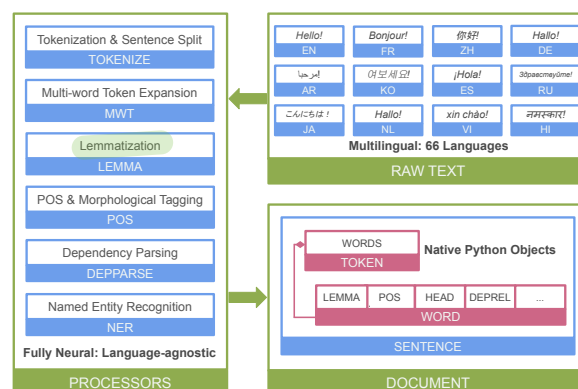 Tokenization & Sentence Split
TOKENIZE
Multi-word Token Expansion
MWT
Lemmatization
LEMMA
POS & Morphological Tagging
POS
Dependency Parsing
DEPPARSE
Named Entity Recognition
NER
Fully Neural: Language-agnostic
PROCESSORS
Hello!
EN
Bonjour!
FR
你好!
ZH
Hallo!
DE
مرحبا!
AR
여보세요!
KO
¡Hola!
ES
Здравствуйте!
RU
こんにちは！
JA
Hallo!
NL
xin chào!
VI
नमस्कार!
HI
Multilingual: 66 Languages
RAW TEXT
WORDS
TOKEN
Native Python Objects
LEMMA POS HEAD DEPREL ...
WORD
SENTENCE
DOCUMENT